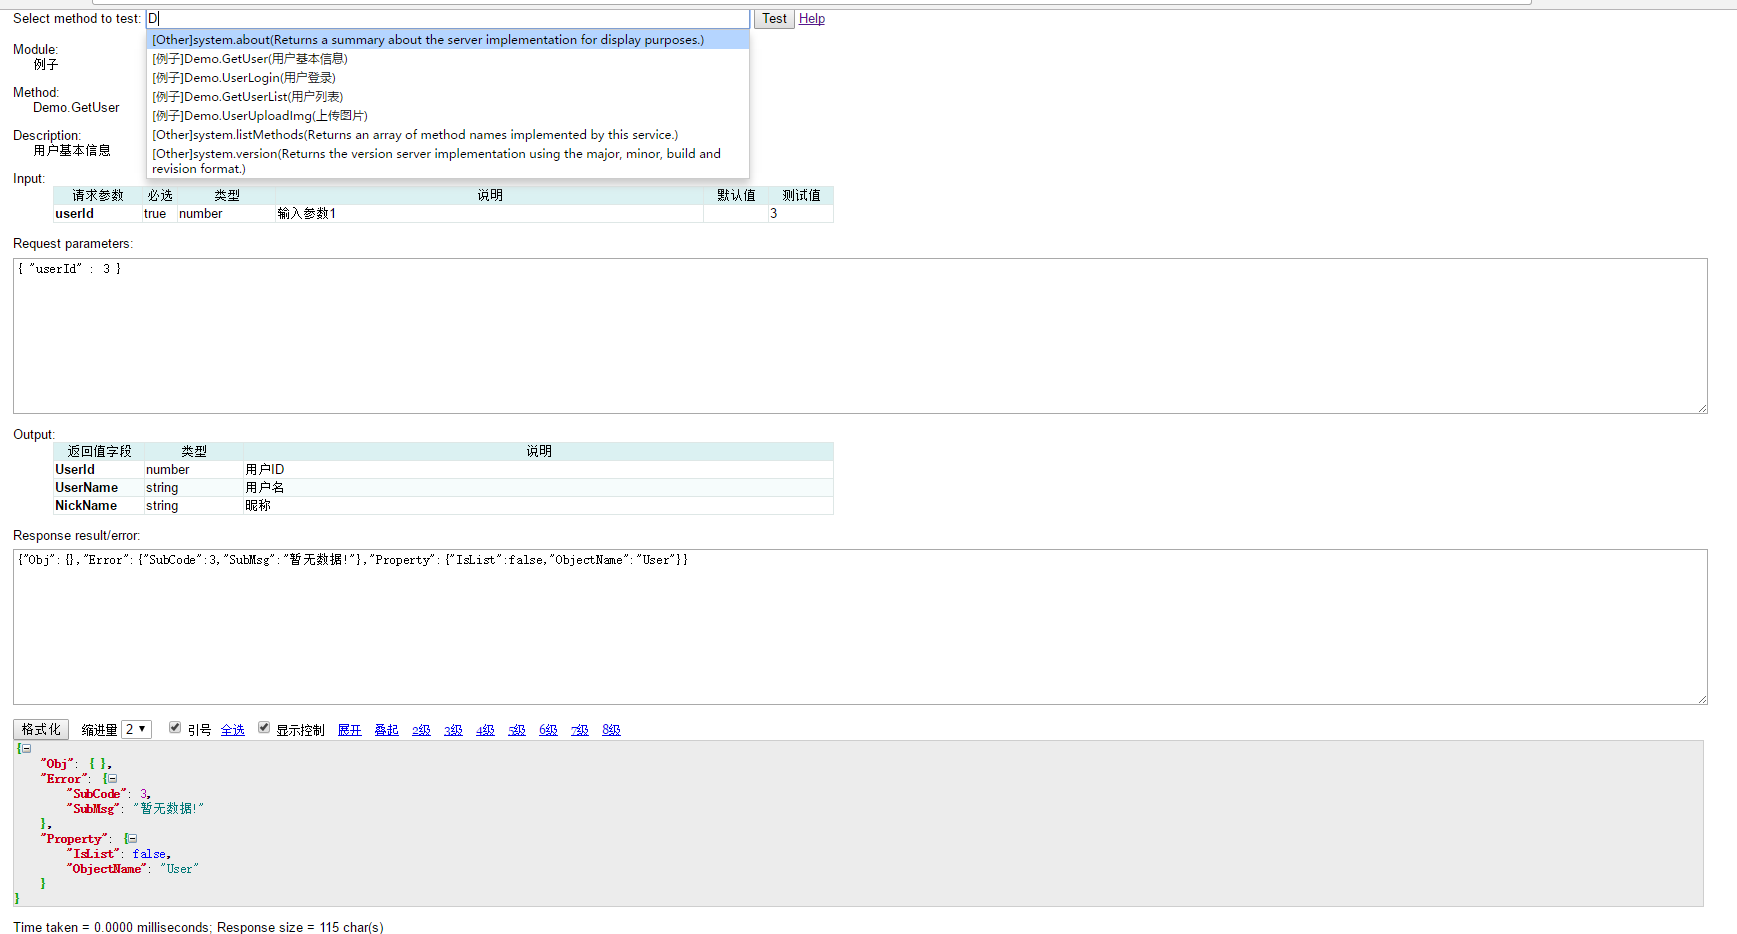 Select method to test: D Test Help
[Other]system.about(Returns a summary about the server implementation for display purposes.)
[例子]Demo.GetUser(用户基本信息)
[例子]Demo.UserLogin(用户登录)
[例子]Demo.GetUserList(用户列表)
[例子]Demo.UserUploadImg(上传图片)
[Other]system.listMethods(Returns an array of method names implemented by this service.)
[Other]system.version(Returns the version server implementation using the major, minor, build and
revision format.)
Module:
例子
Method:
Demo.GetUser
Description:
用户基本信息
Input:
请求参数 必选 类型 说明 默认值 测试值
userId true number 输入参数1 3
Request parameters:
{ "userId" : 3 }
Output:
返回值字段 类型 说明
UserId number 用户ID
UserName string 用户名
NickName string 昵称
Response result/error:
{"Obj":{},"Error":{"SubCode":3,"SubMsg":"暂无数据!"},"Property":{"IsList":false,"ObjectName":"User"}}
格式化 缩进量 2 引号 全选 显示控制 展开 叠起 2级 3级 4级 5级 6级 7级 8级
{
"Obj": { },
"Error": {
"SubCode": 3,
"SubMsg": "暂无数据!"
},
"Property": {
"IsList": false,
"ObjectName": "User"
}
}
Time taken = 0.0000 milliseconds; Response size = 115 char(s)